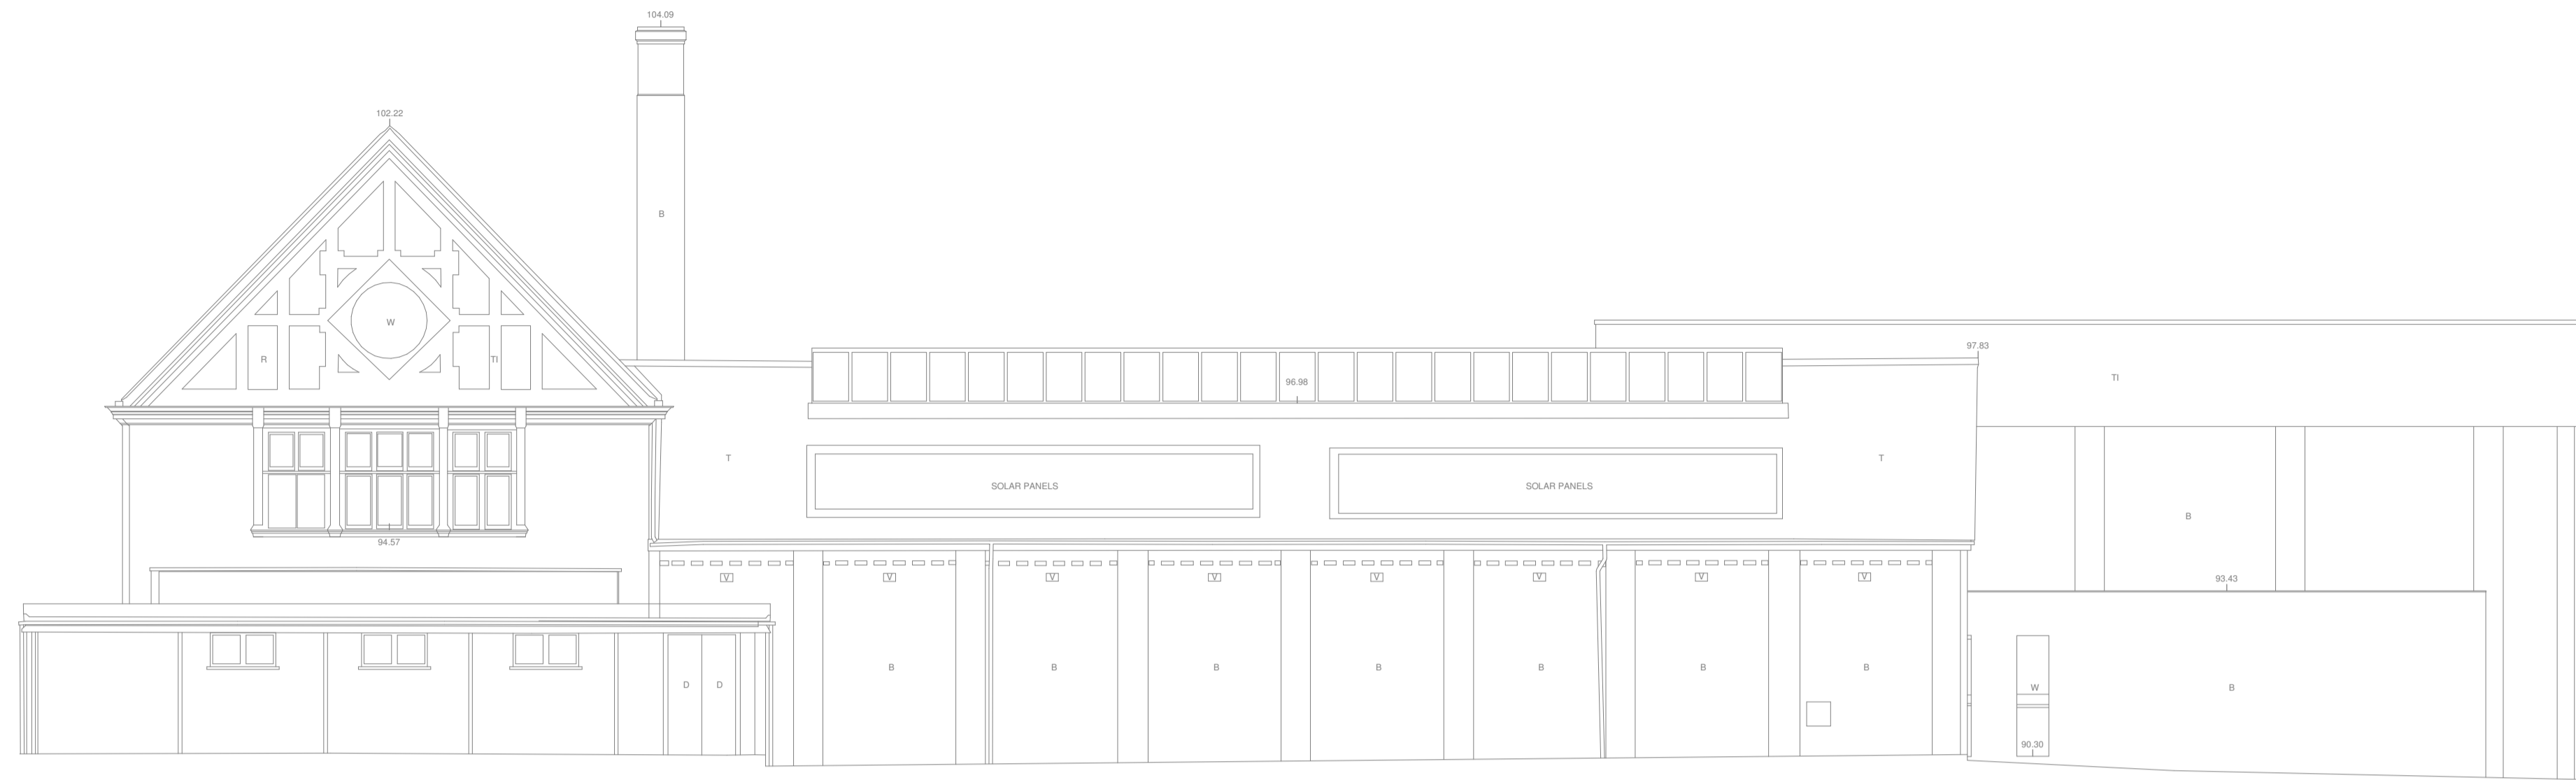 104.09
102.22
B
W
97.83
R
TI
TI
96.98
T
T
SOLAR PANELS
SOLAR PANELS
B
94.57
V
V
V
V
V
V
V
V
93.43
B
B
B
B
B
B
B
D
D
W
B
90.30